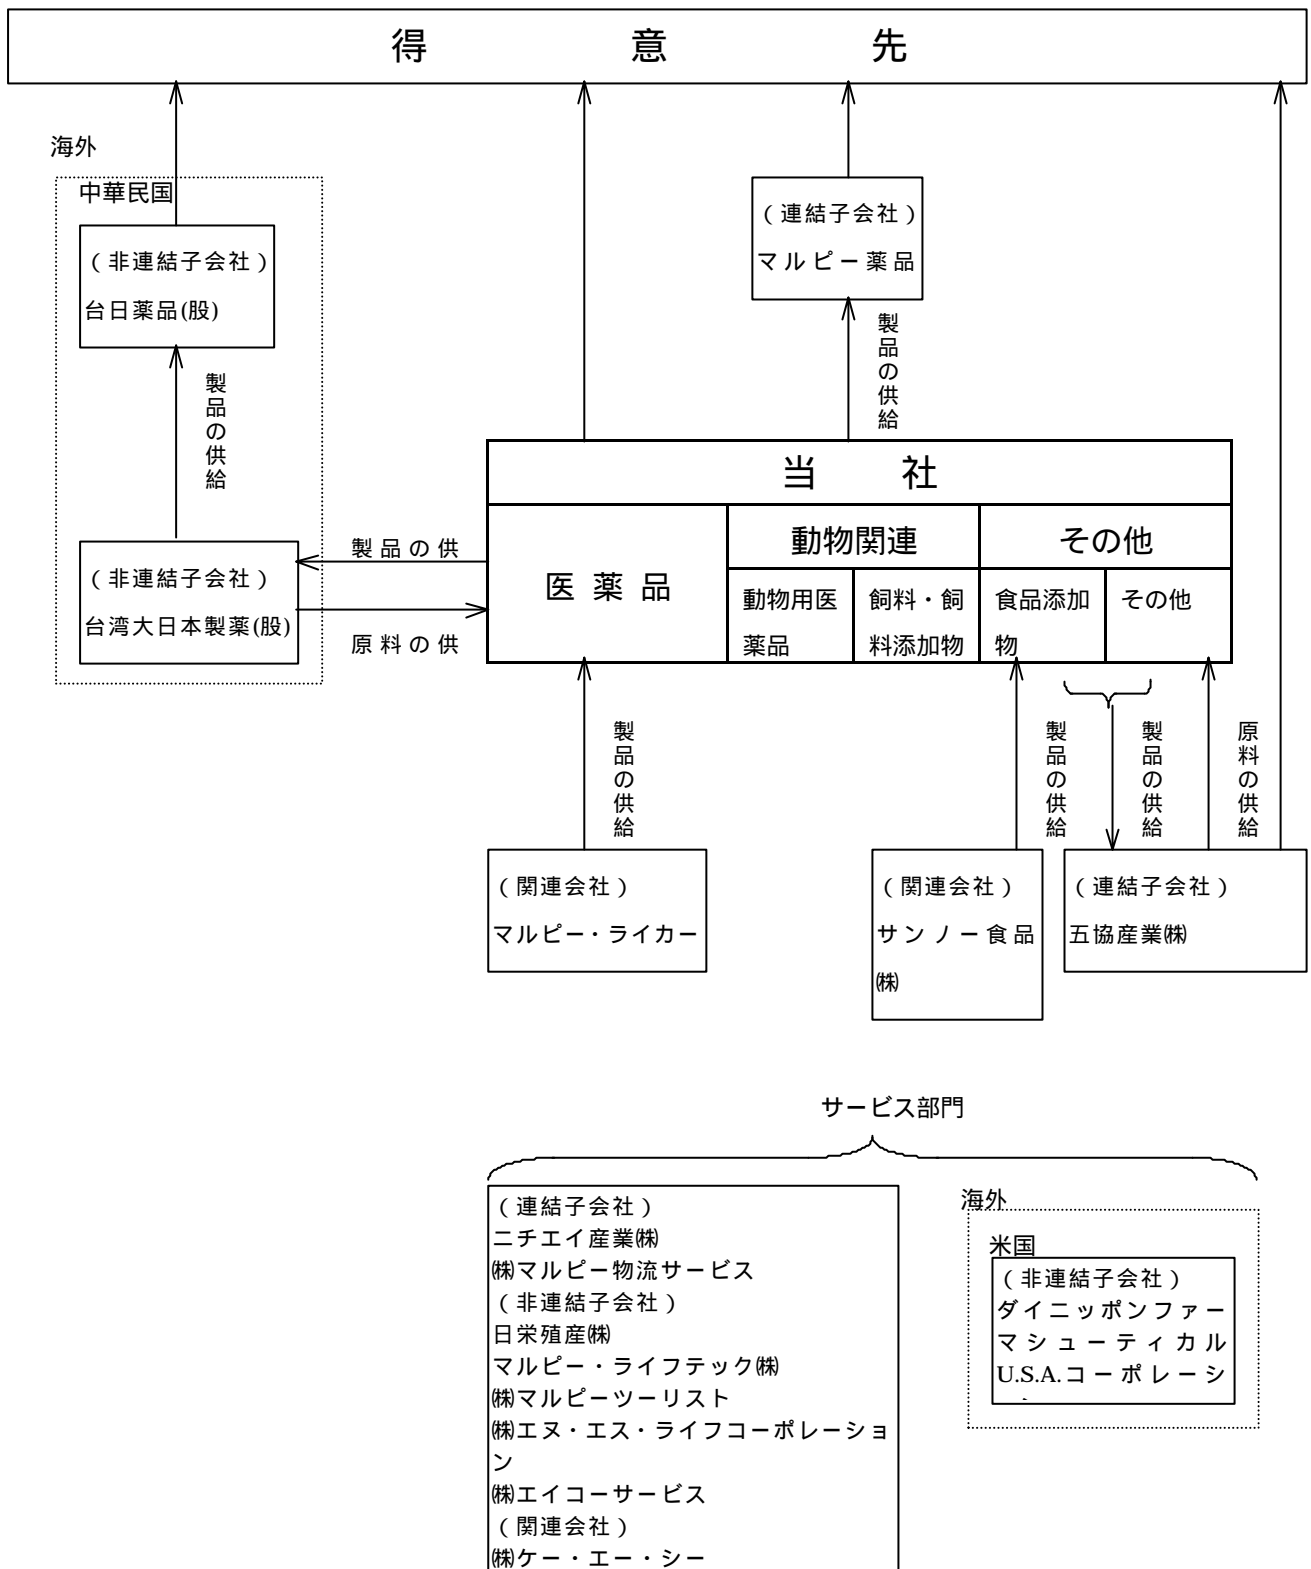 得意先
海外
中華民国
（非連結子会社）
台日薬品(股)
製品の供給
（非連結子会社）
台湾大日本製薬(股)
製品の供
原料の供
（連結子会社）
マルピー薬品
製品の供給
当社
医薬品
動物関連
その他
動物用医
薬品
飼料・飼
料添加物
食品添加
物
その他
製品の供給
製品の供給
製品の供給
原料の供給
（関連会社）
マルピー・ライカー
（関連会社）
サンノー食品
㈱
（連結子会社）
五協産業㈱
サービス部門
（連結子会社）
ニチエイ産業㈱
㈱マルピー物流サービス
（非連結子会社）
日栄殖産㈱
マルピー・ライフテック㈱
㈱マルピーツーリスト
㈱エヌ・エス・ライフコーポレーショ
ン
㈱エイコーサービス
（関連会社）
㈱ケー・エー・シー
海外
米国
（非連結子会社）
ダイニッポンファー
マシューティカル
U.S.A.コーポレーシ